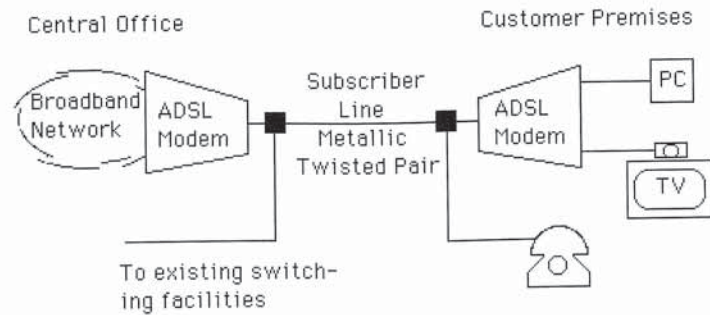 Central Office
Customer Premises
Broadband
Network
ADSL
Modem
Subscriber
Line
Metallic
Twisted Pair
ADSL
Modem
PC
TV
To existing switch-
ing facilities